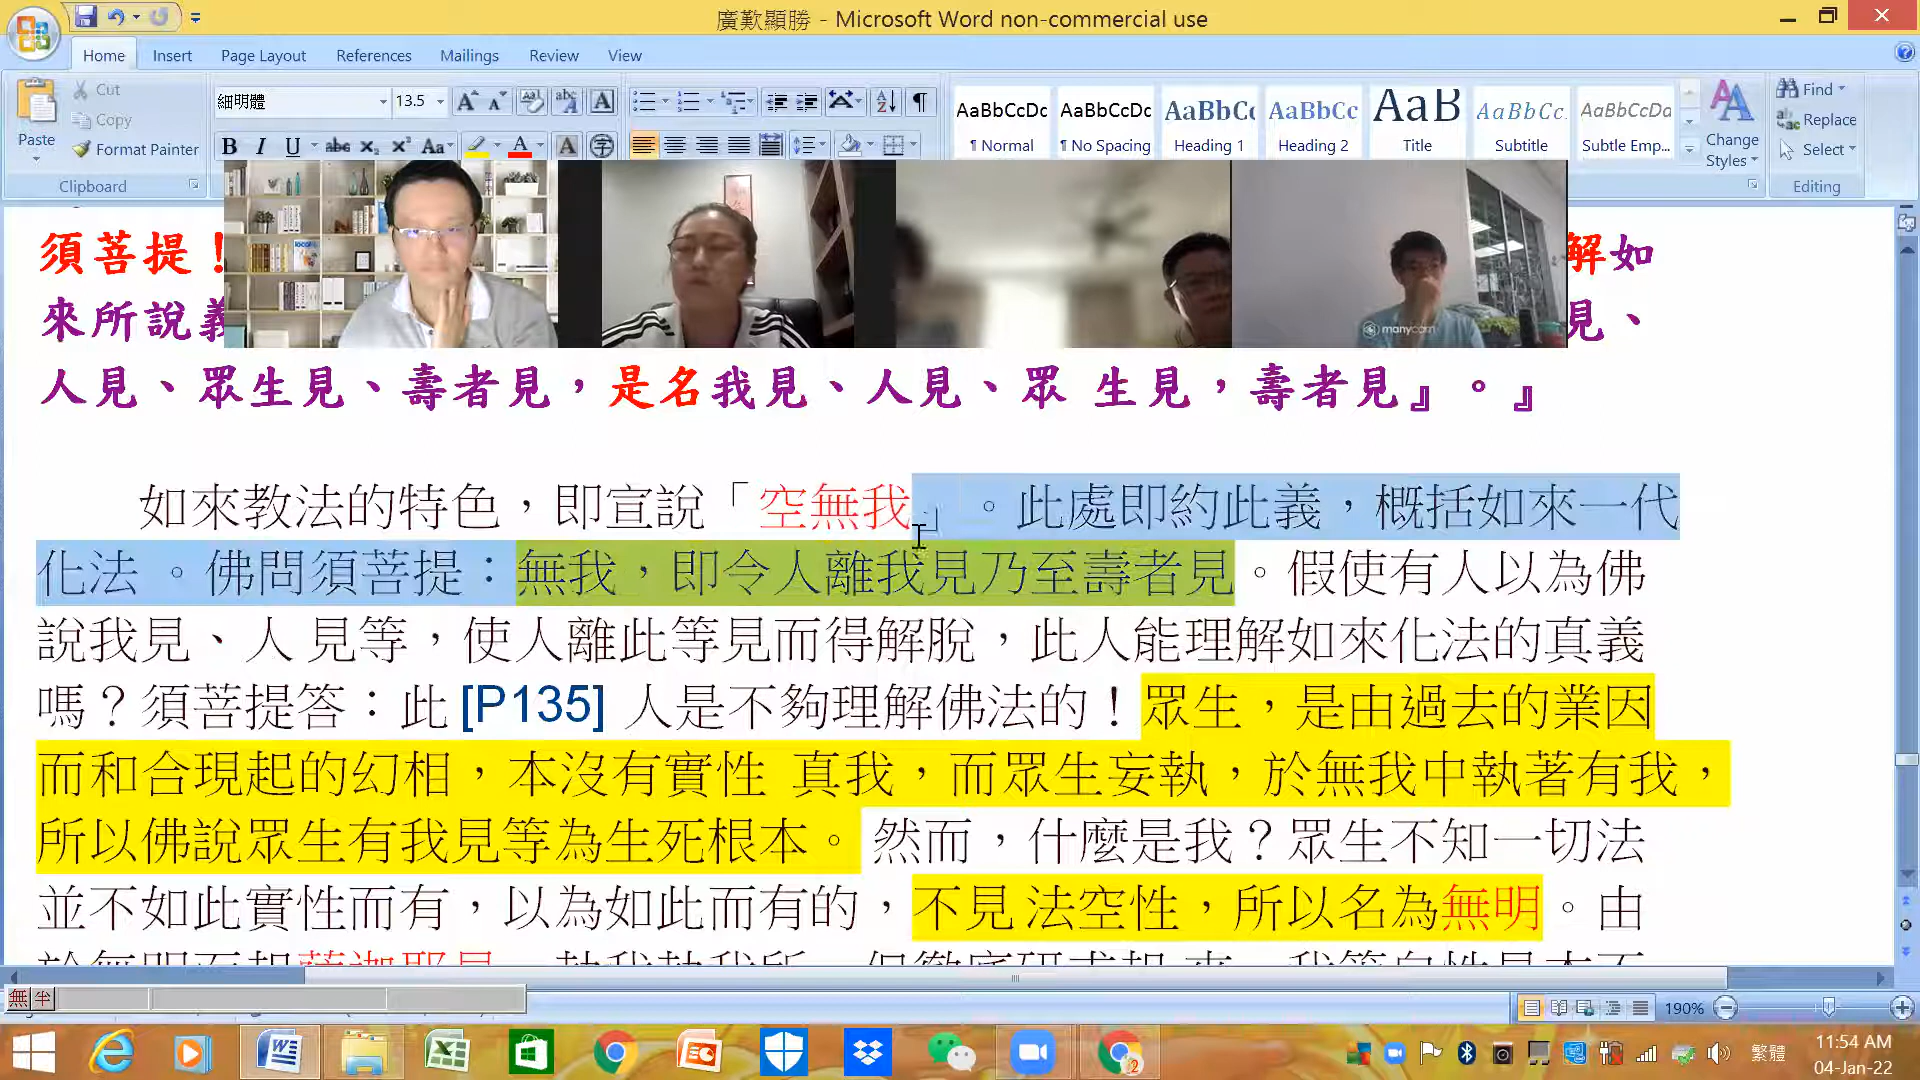 廣歎顯勝 - Microsoft Word non-commercial use
Home Insert Page Layout References Mailings Review View
Paste
Cut
Copy
Format Painter
Clipboard
細明體 13.5
AaBbCcDc AaBbCcDc AaBbCc AaBbCc AaB AaBbCc. AaBbCcDa
¶ Normal ¶ No Spacing Heading 1 Heading 2 Title Subtitle Subtle Emp...
Change Styles
Find
Replace
Select
Editing
須菩提! 解如
來所說義 見、
manycam
人見、眾生見、壽者見,是名我見、人見、眾 生見,壽者見』。』
如來教法的特色,即宣說「空無我」。此處即約此義,概括如來一代
化法 。佛問須菩提:無我,即令人離我見乃至壽者見。假使有人以為佛
說我見、人 見等,使人離此等見而得解脫,此人能理解如來化法的真義
嗎?須菩提答:此 [P135] 人是不夠理解佛法的!眾生,是由過去的業因
而和合現起的幻相,本沒有實性 真我,而眾生妄執,於無我中執著有我,
所以佛說眾生有我見等為生死根本。 然而,什麼是我?眾生不知一切法
並不如此實性而有,以為如此而有的,不見 法空性,所以名為無明。由
無 半
190%
繁體
11:54 AM
04-Jan-22